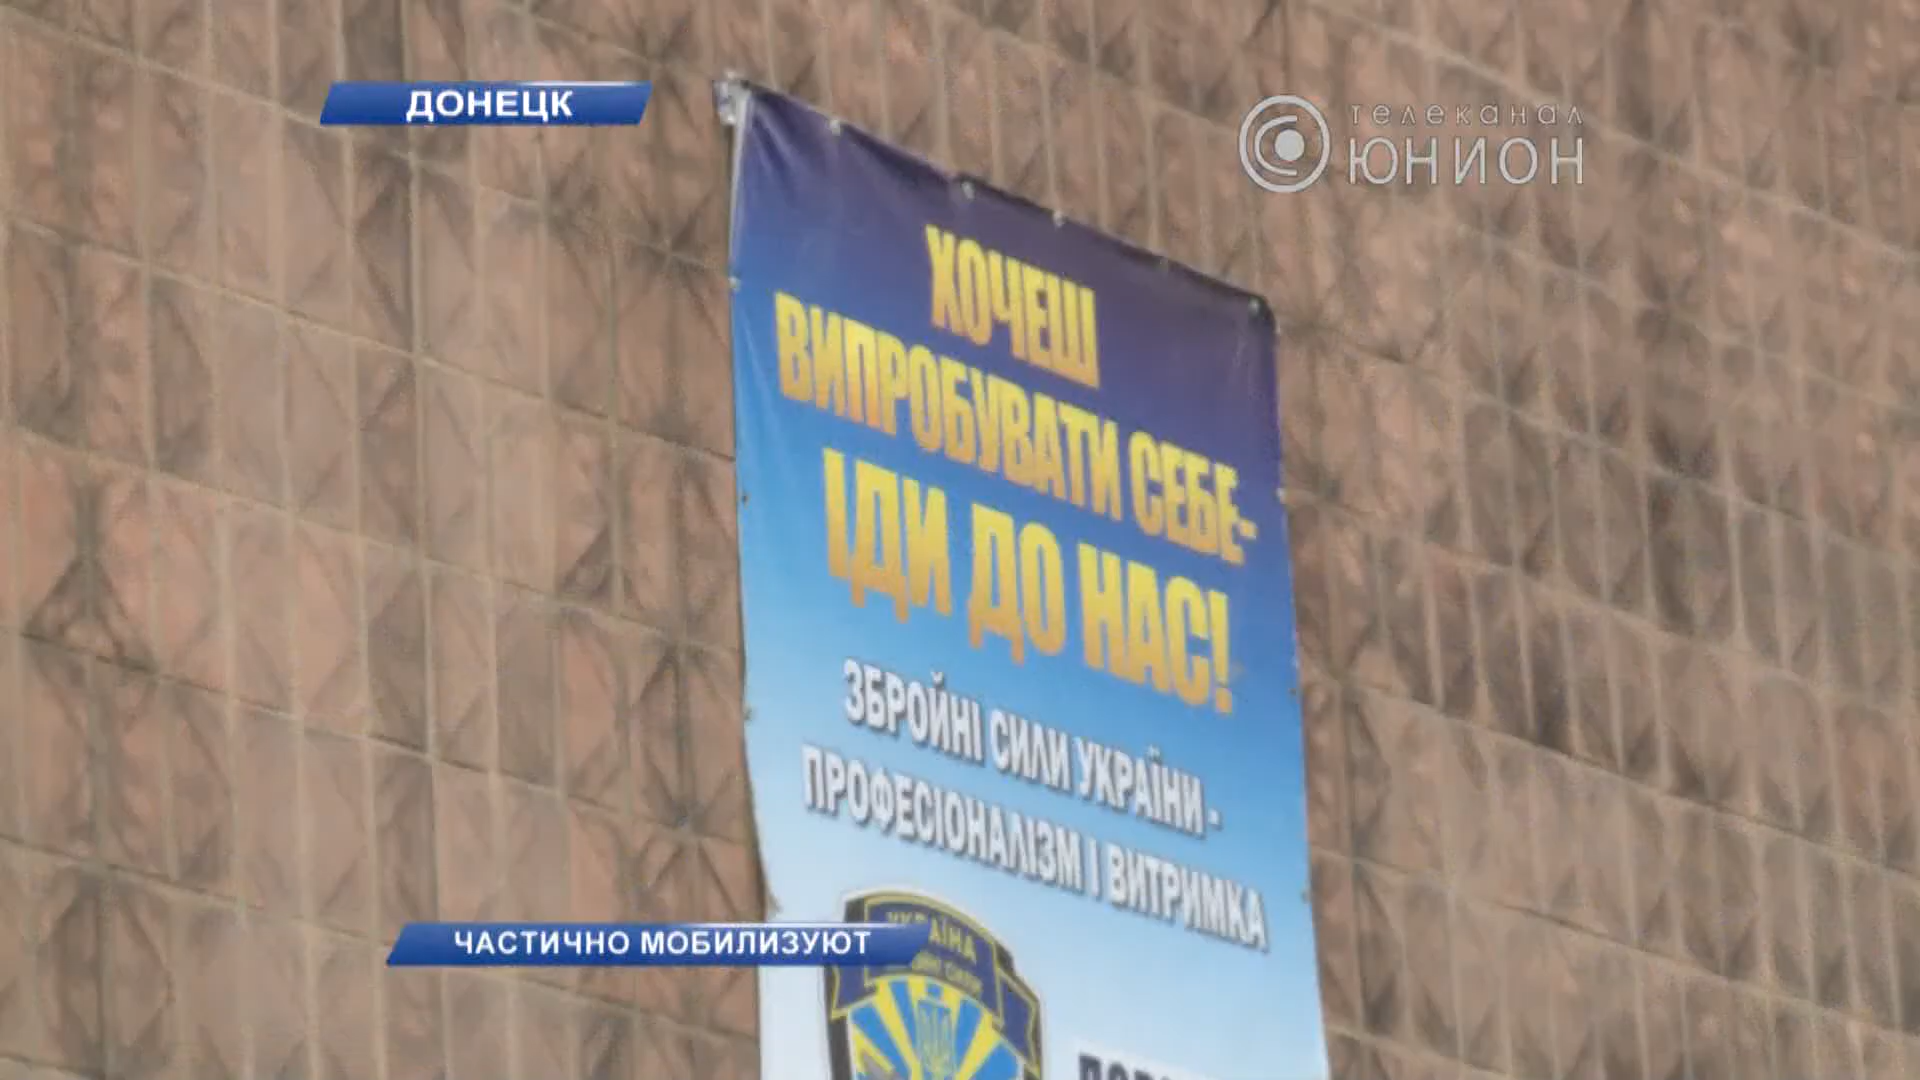 ДОНЕЦК
телеканал
ЮНИОН
ХОЧЕШ
ВИПРОБУВАТИ СЕБЕ-
ІДИ ДО НАС!
ЗБРОЙНІ СИЛИ УКРАЇНИ -
ПРОФЕСІОНАЛІЗМ І ВИТРИМКА
УКРАЇНА
ЧАСТИЧНО МОБИЛИЗУЮТ